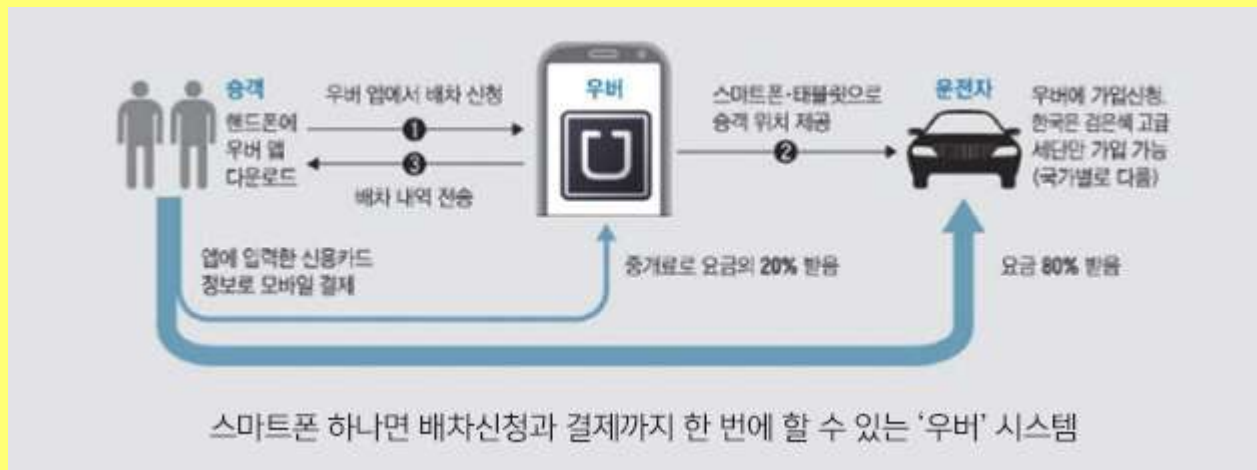 승객
핸드폰에
우버 앱
다운로드
우버 앱에서 배차 신청
❶
❸
배차 내역 전송
우버
스마트폰·태블릿으로
승객 위치 제공
❷
운전자
우버에 가입신청.
한국은 검은색 고급
세단만 가입 가능
(국가별로 다름)
앱에 입력한 신용카드
정보로 모바일 결제
중개료로 요금의 20% 받음
요금 80% 받음
스마트폰 하나면 배차신청과 결제까지 한 번에 할 수 있는 ‘우버’ 시스템